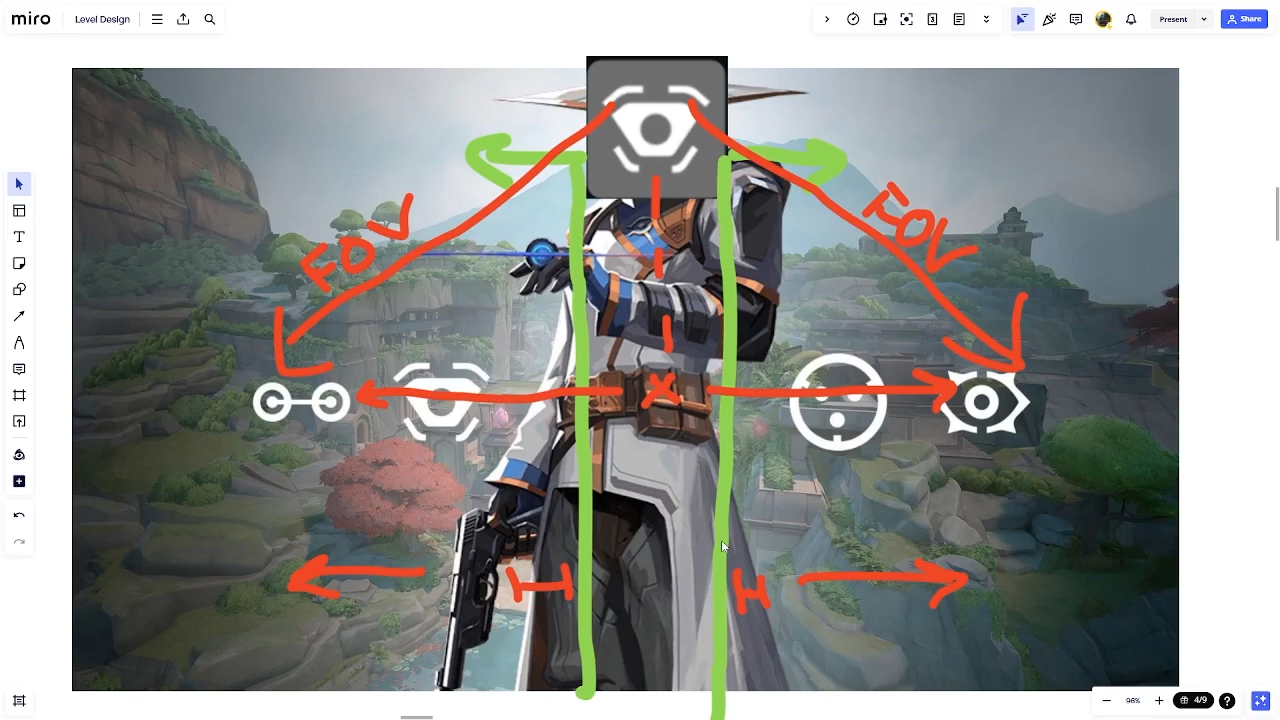 miro
Level Design
Present
Share
FOV
FOV
X
H
96%
4/9
?